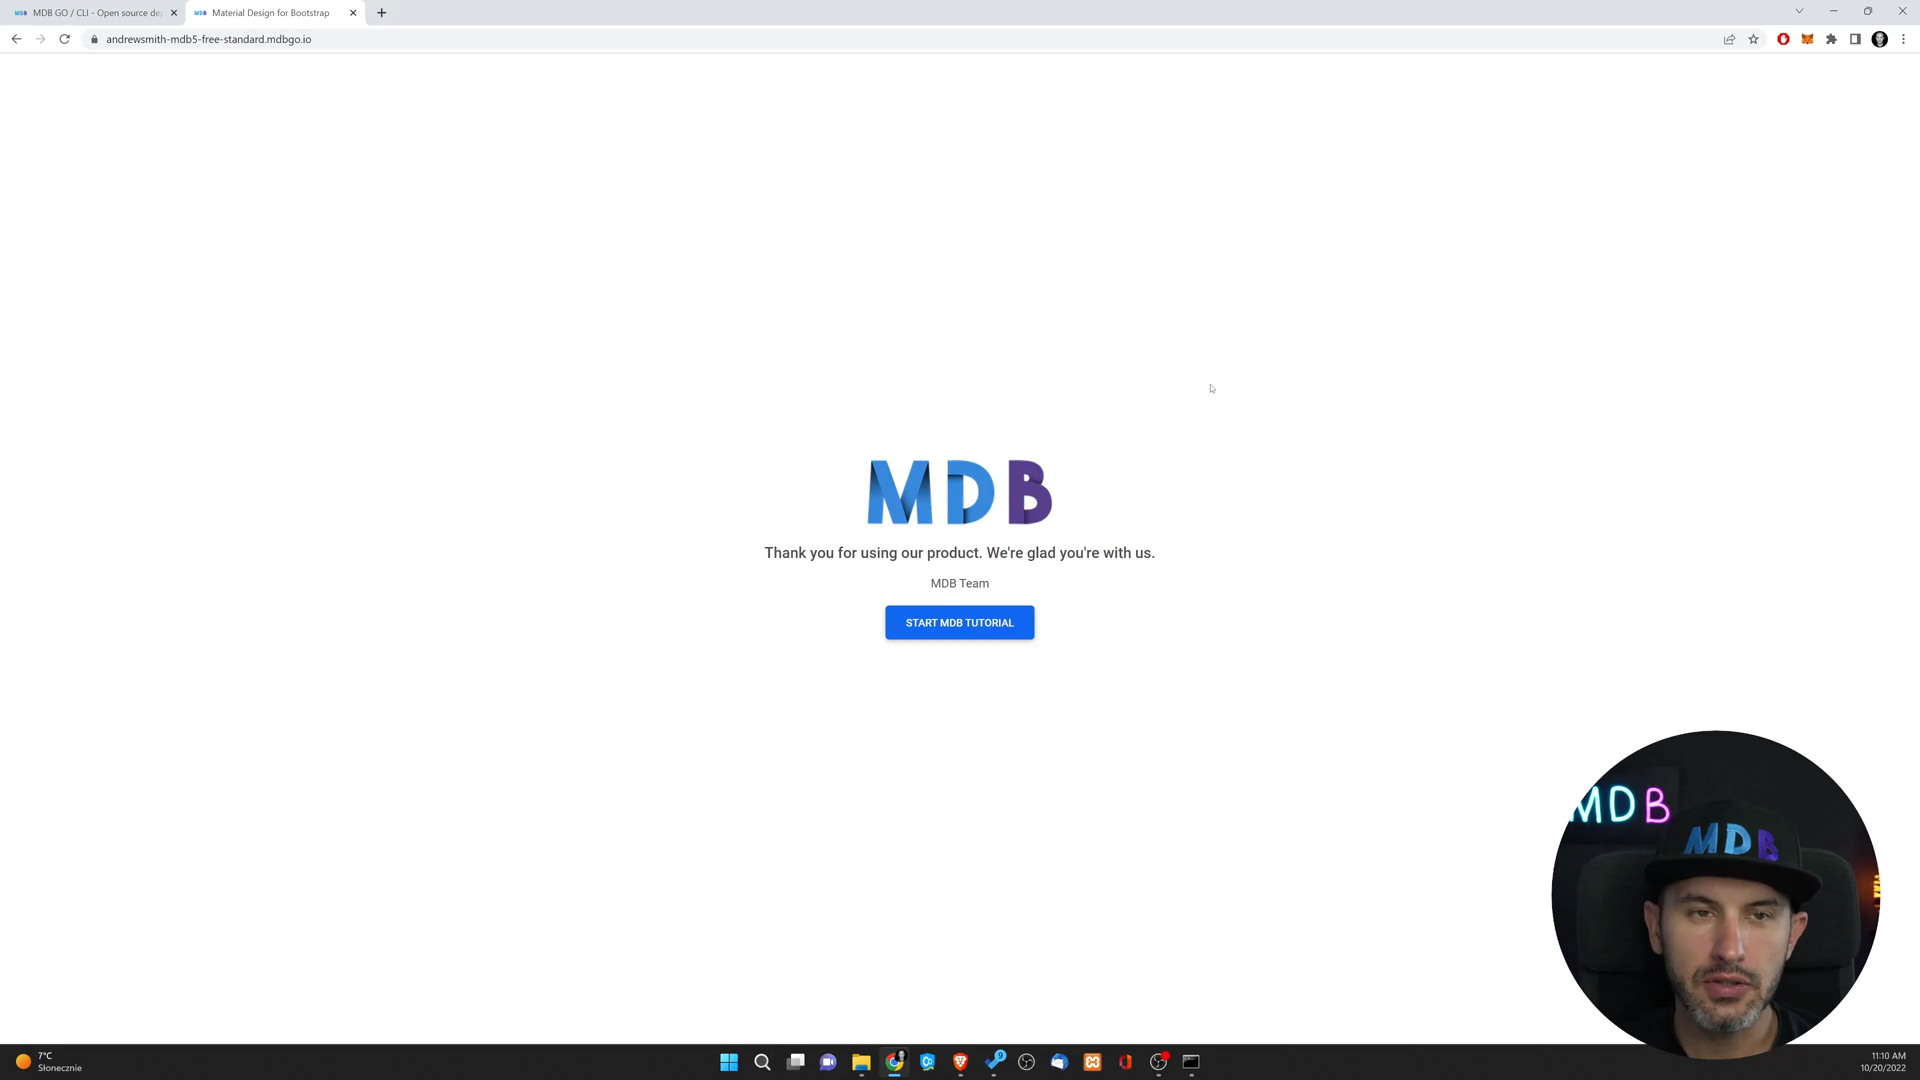 MDB GO / CLI - Open source de
Material Design for Bootstrap
andrewsmith-mdb5-free-standard.mdbgo.io
MDB
Thank you for using our product. We're glad you're with us.
MDB Team
START MDB TUTORIAL
MDB
MDB
7°C
Słonecznie
9
11:10 AM
10/20/2022